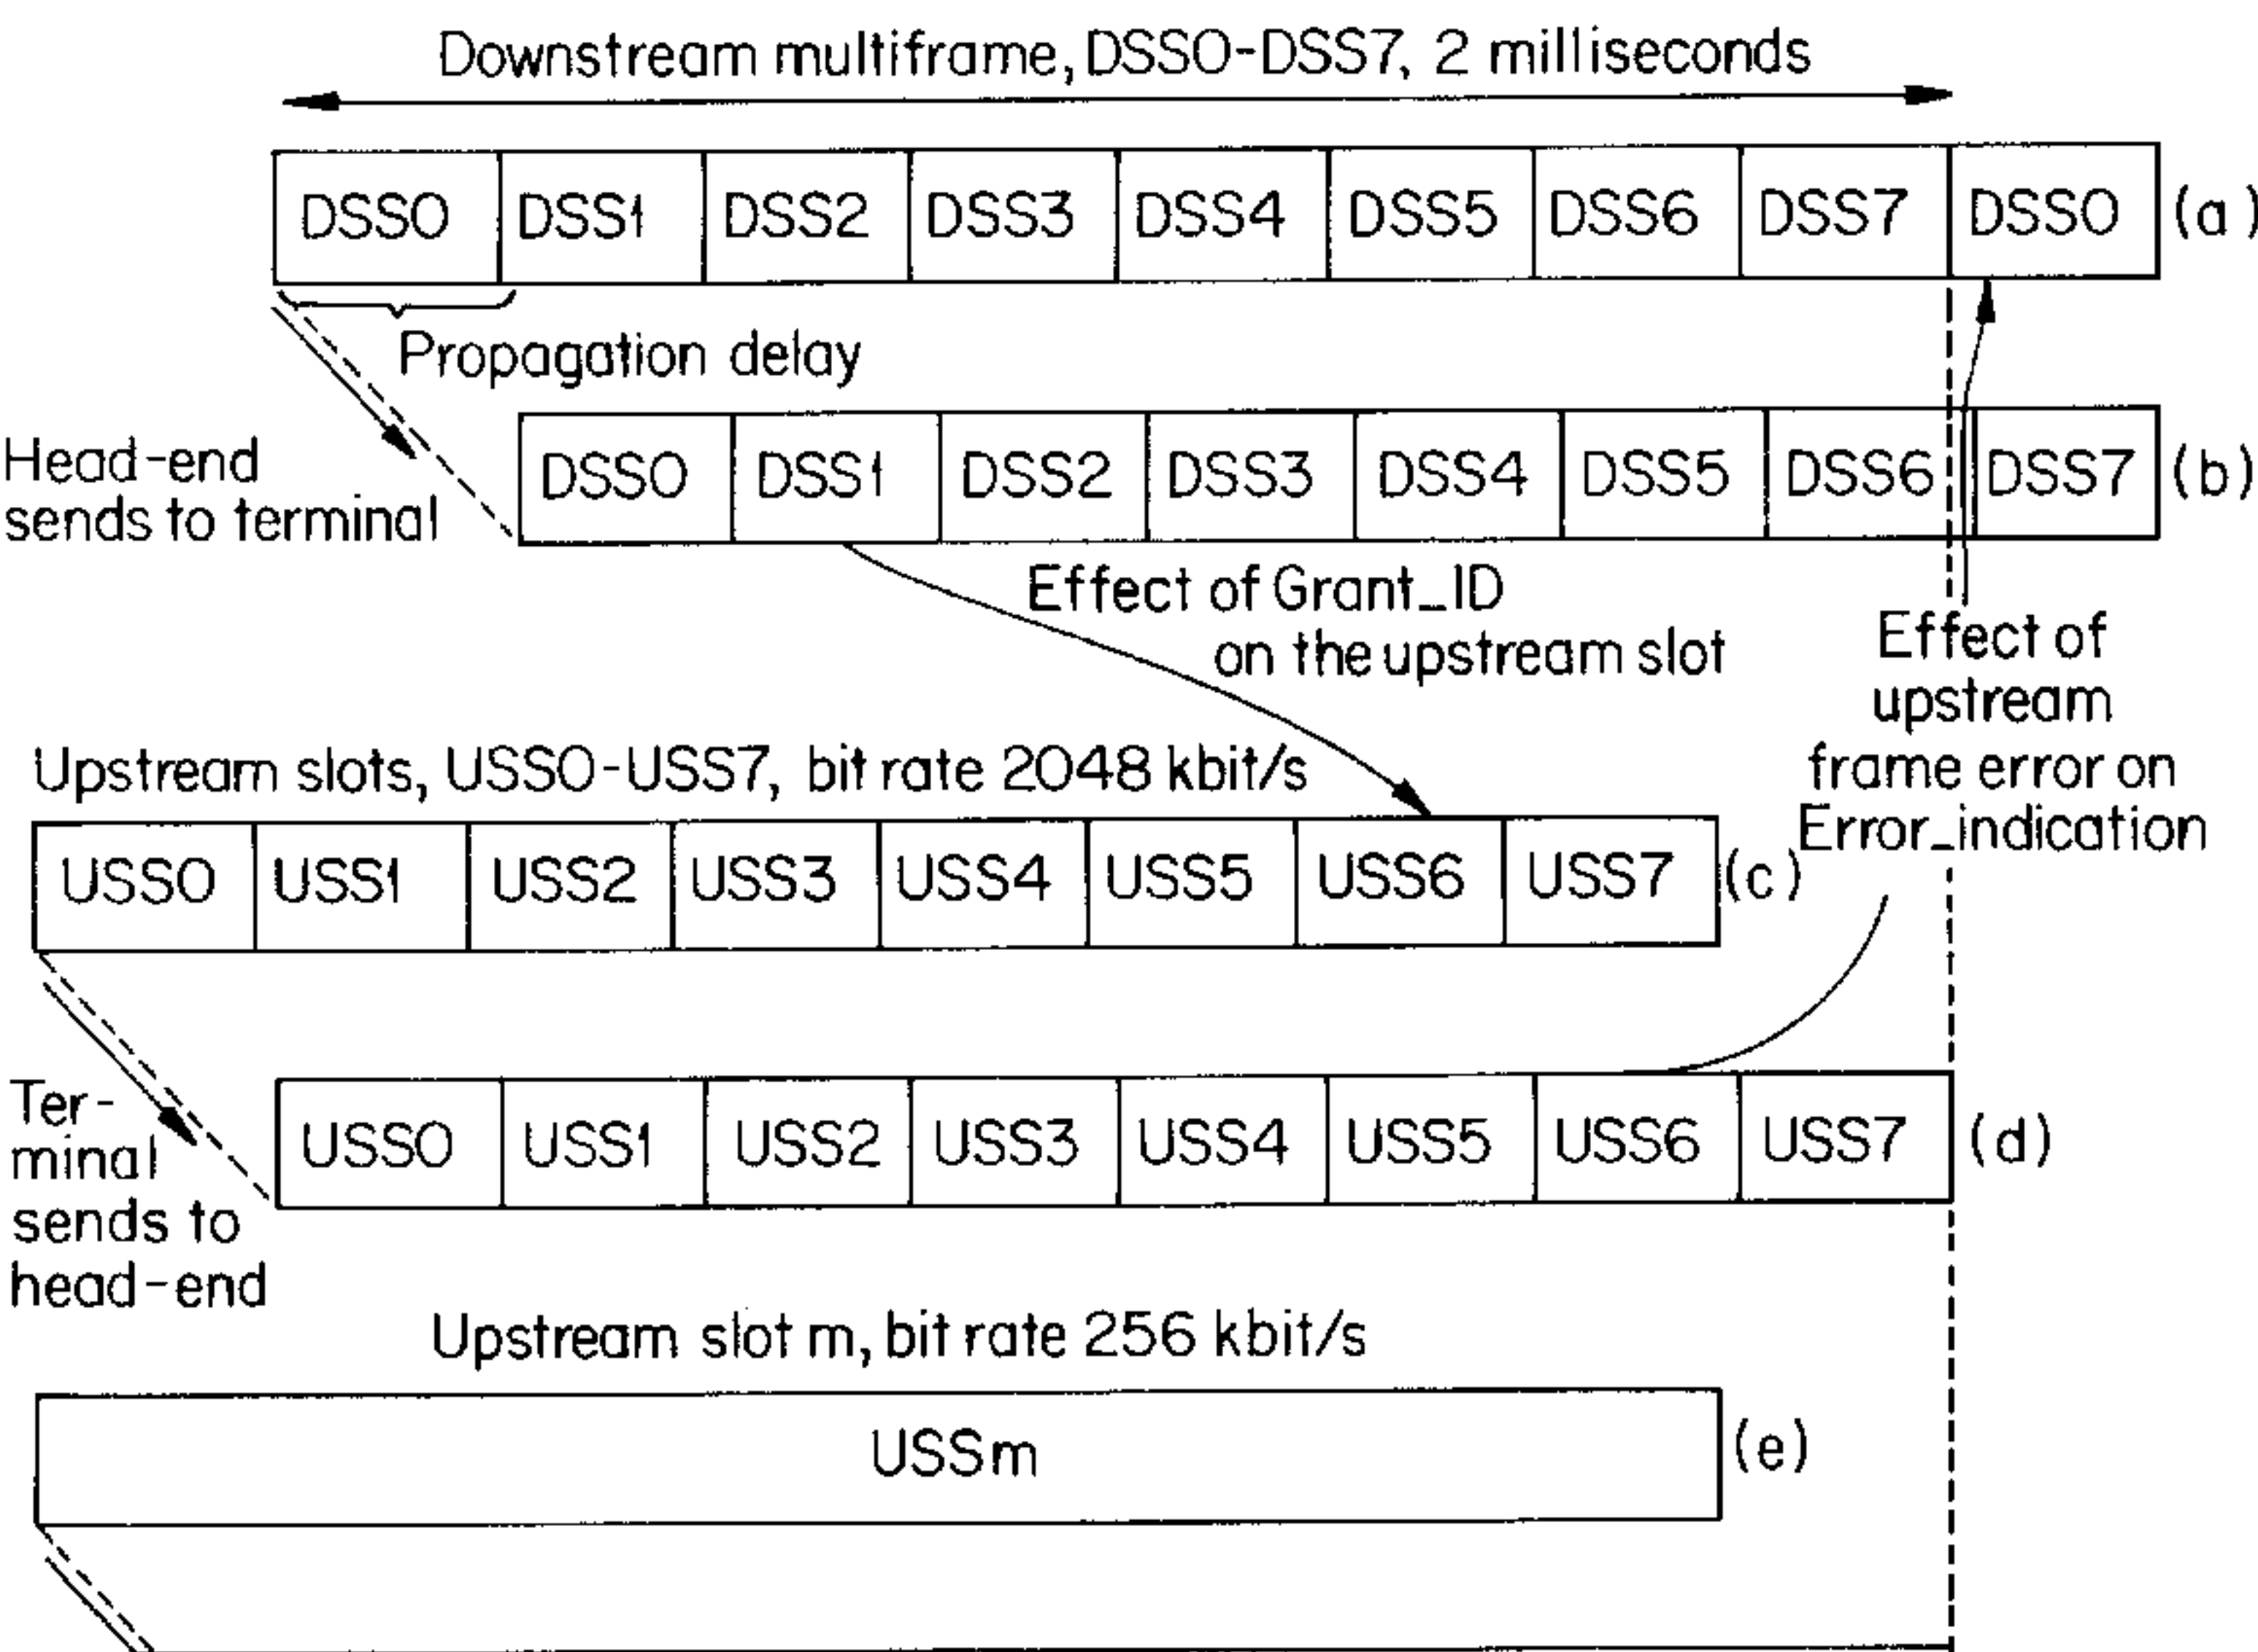 Downstream multiframe, DSS0-DSS7, 2 milliseconds
DSS0 DSS1 DSS2 DSS3 DSS4 DSS5 DSS6 DSS7 DSS0 (a)
Propagation delay
Head-end
sends to terminal
DSS0 DSS1 DSS2 DSS3 DSS4 DSS5 DSS6 DSS7 (b)
Effect of Grant_ID
on the upstream slot
Effect of
upstream
frame error on
Error_indication
Upstream slots, USS0-USS7, bit rate 2048 kbit/s
USS0 USS1 USS2 USS3 USS4 USS5 USS6 USS7 (c)
Ter-
minal
sends to
head-end
USS0 USS1 USS2 USS3 USS4 USS5 USS6 USS7 (d)
Upstream slot m, bit rate 256 kbit/s
USSm (e)